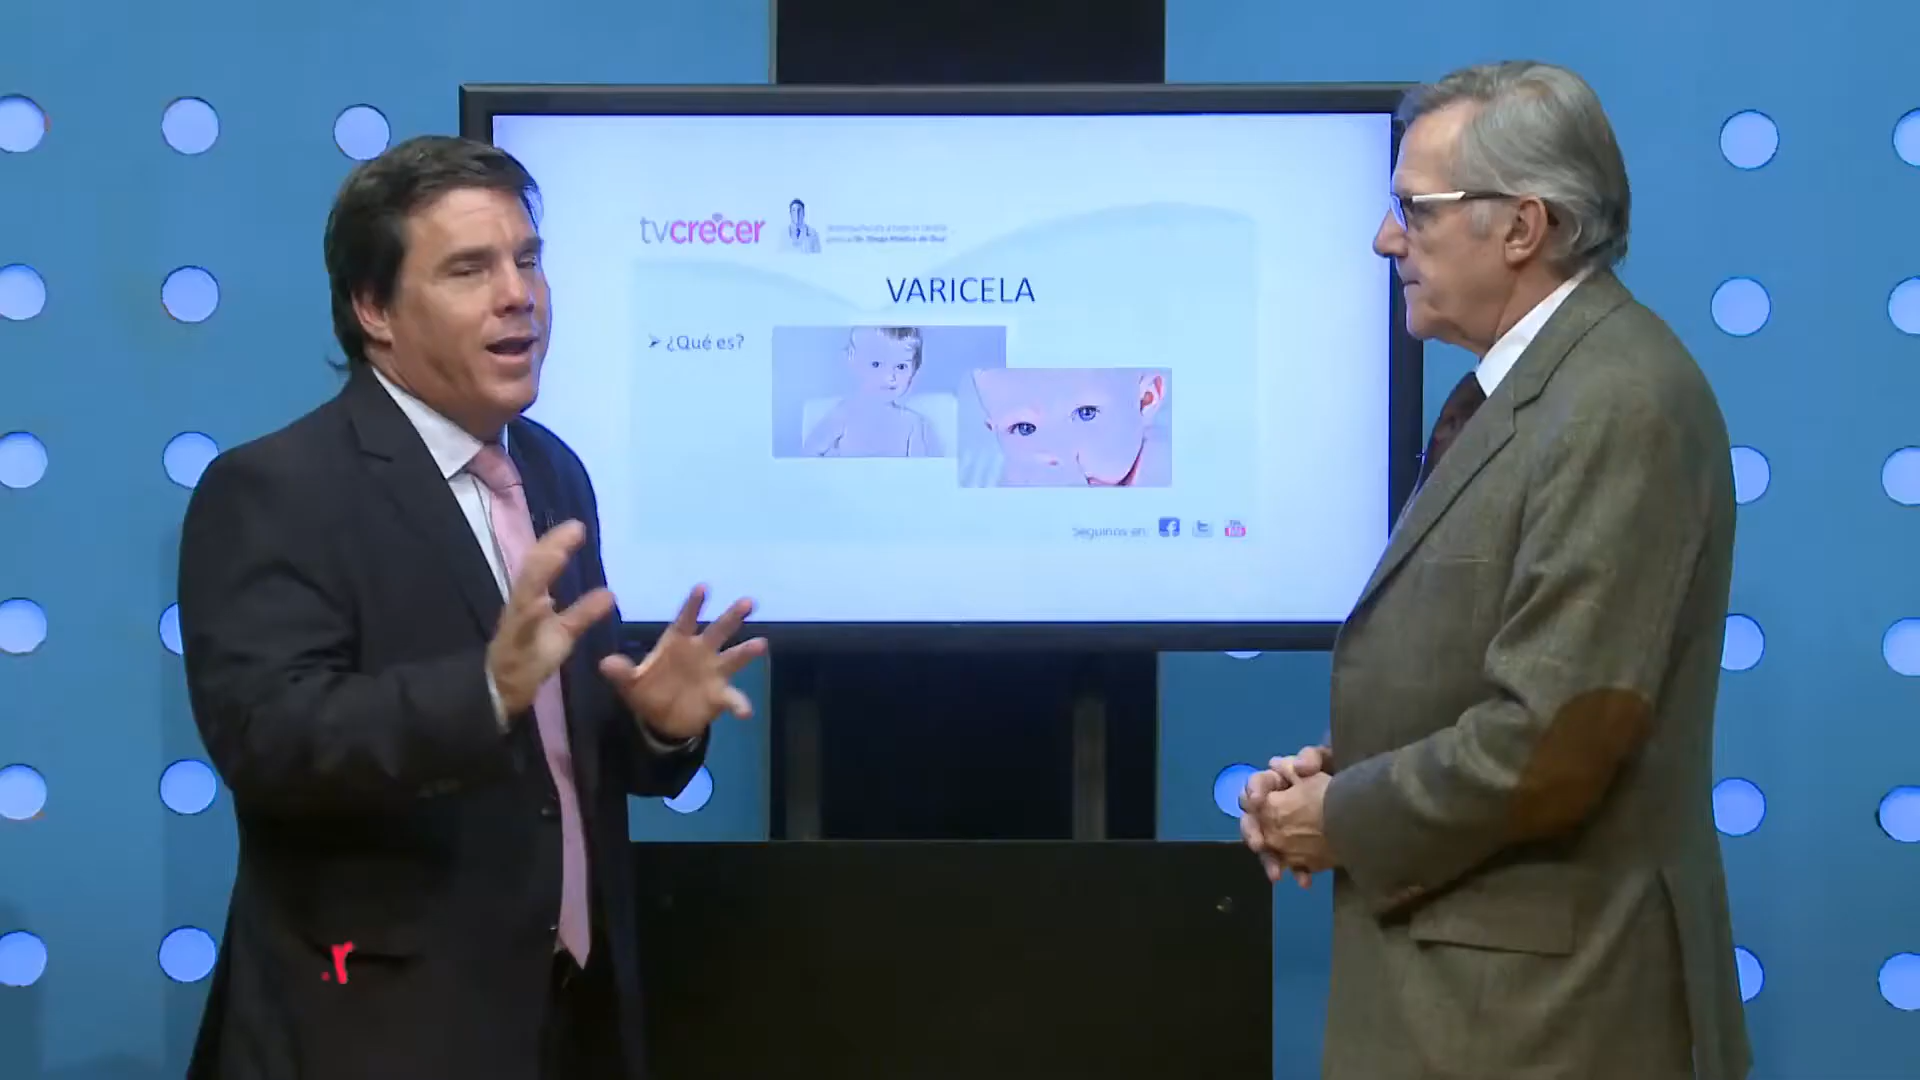 tvcrecer
VARICELA
➢ ¿Qué es?
Seguinos en:
.r